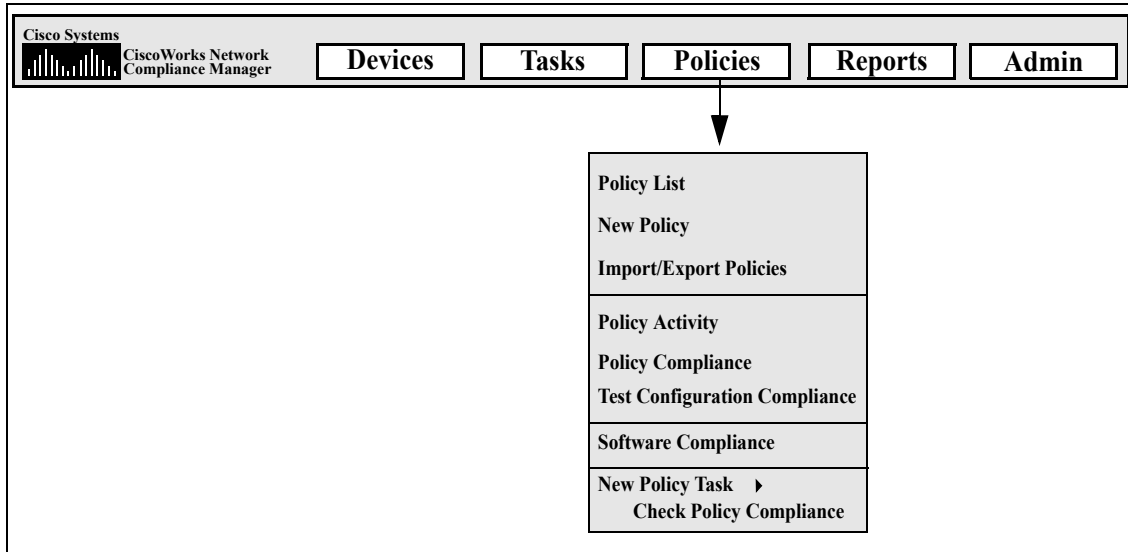 Cisco Systems
CiscoWorks Network
Compliance Manager
Devices
Tasks
Policies
Reports
Admin
Policy List
New Policy
Import/Export Policies
Policy Activity
Policy Compliance
Test Configuration Compliance
Software Compliance
New Policy Task
Check Policy Compliance